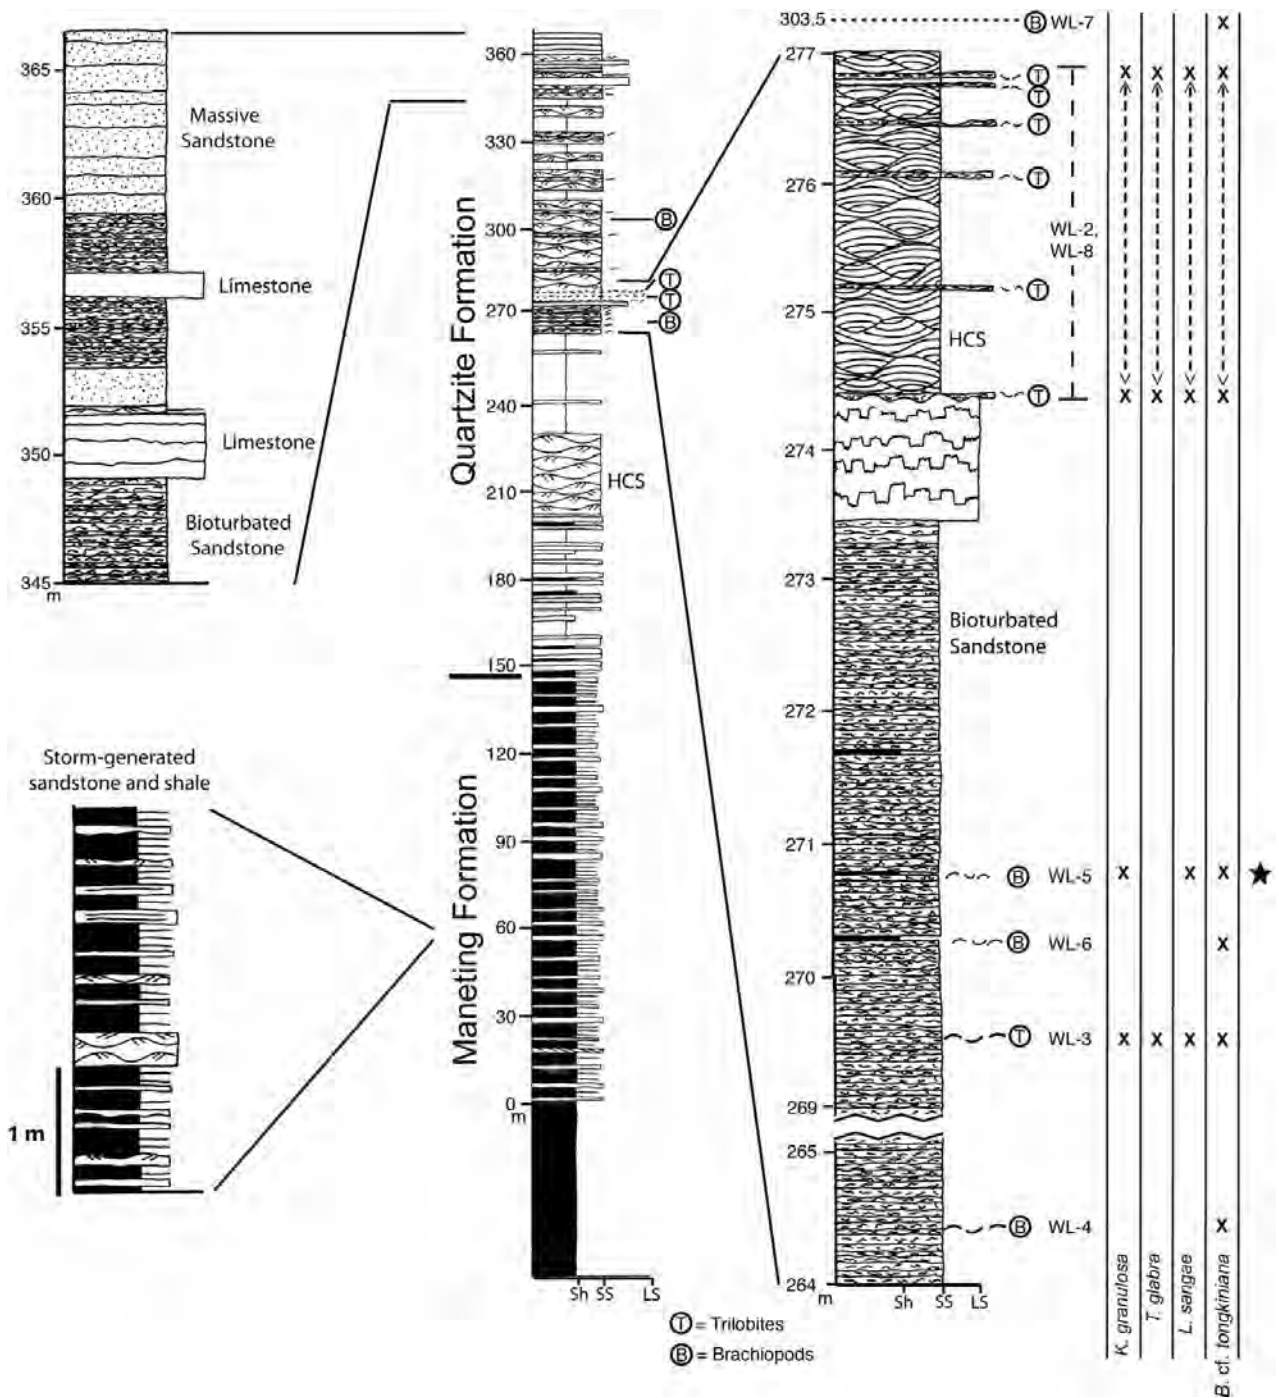 365
360
355
350
345
m
Massive
Sandstone
Limestone
Limestone
Bioturbated
Sandstone
Storm-generated
sandstone and shale
1 m
Quartzite Formation
Maneting Formation
360
330
300
270
240
210
180
150
120
90
60
30
0
m
HCS
B
T
T
B
Sh SS LS
T = Trilobites
B = Brachiopods
303.5
277
276
275
274
273
272
271
270
269
265
264
m
Sh SS LS
HCS
Bioturbated
Sandstone
B WL-7 X
T X X X X
T
T
T
WL-2,
WL-8
T
T X X X X
B WL-5 X X X
B WL-6 X
T WL-3 X X X X
B WL-4 X
K. granulosa
T. glabra
L. sangae
B. cf. tongkiniana